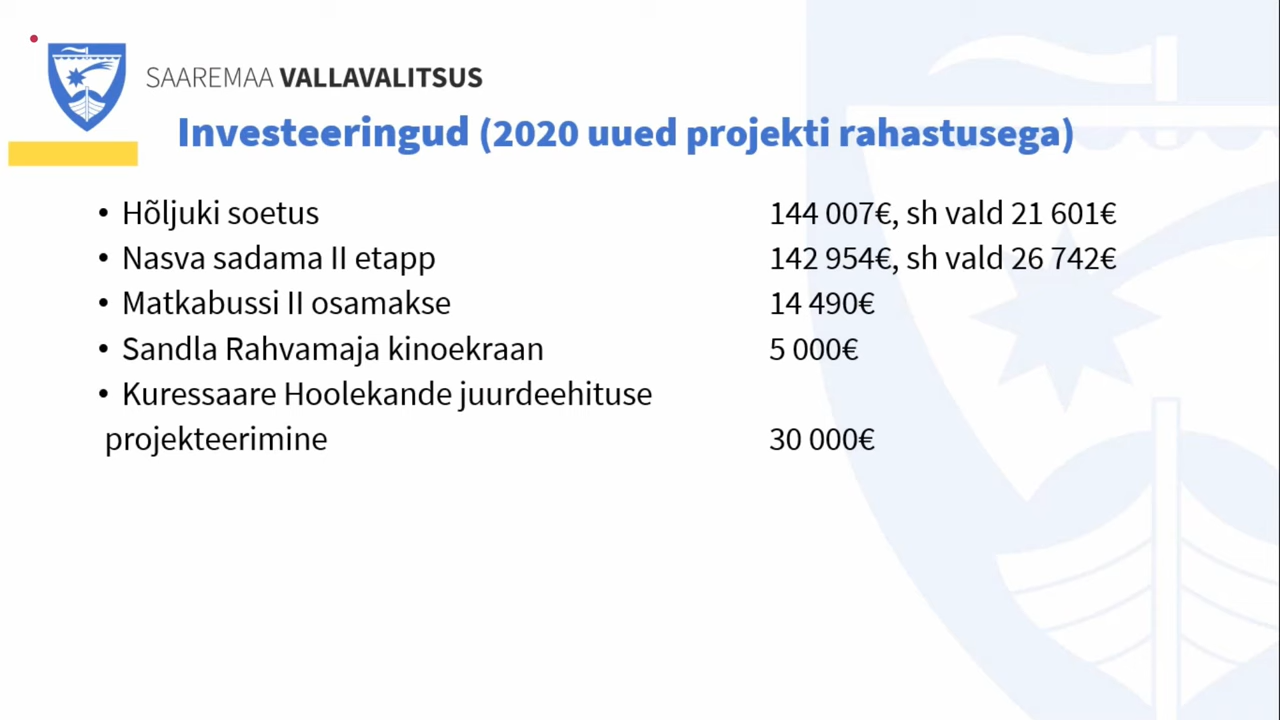 SAAREMAA VALLAVALITSUS
Investeeringud (2020 uued projekti rahastusega)
• Hõljuki soetus 144 007€, sh vald 21 601€
• Nasva sadama II etapp 142 954€, sh vald 26 742€
• Matkabussi II osamakse 14 490€
• Sandla Rahvamaja kinoekraan 5 000€
• Kuressaare Hoolekande juurdeehituse
projekteerimine 30 000€